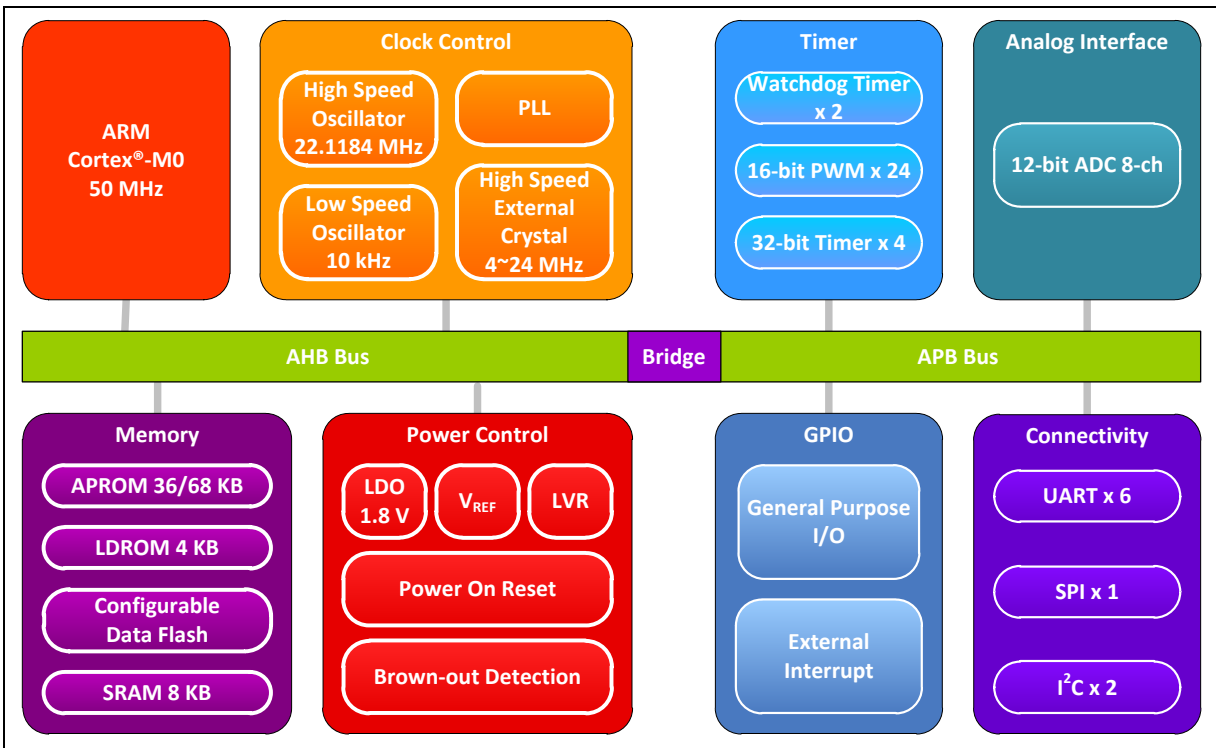 ARM
Cortex®-M0
50 MHz
Clock Control
High Speed
Oscillator
22.1184 MHz
PLL
Low Speed
Oscillator
10 kHz
High Speed
External
Crystal
4~24 MHz
Timer
Watchdog Timer
x 2
16-bit PWM x 24
32-bit Timer x 4
Analog Interface
12-bit ADC 8-ch
AHB Bus
Bridge
APB Bus
Memory
APROM 36/68 KB
LDROM 4 KB
Configurable
Data Flash
SRAM 8 KB
Power Control
LDO
1.8 V
VREF
LVR
Power On Reset
Brown-out Detection
GPIO
General Purpose
I/O
External
Interrupt
Connectivity
UART x 6
SPI x 1
I²C x 2